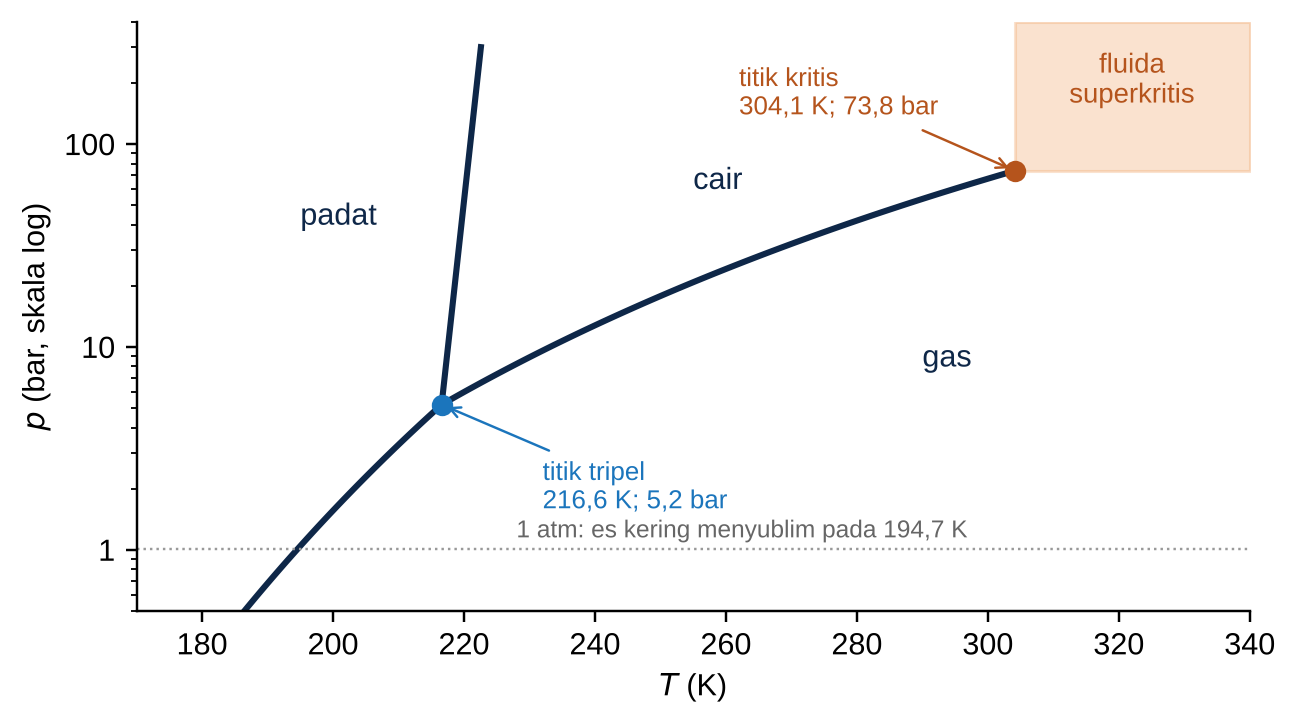 fluida
superkritis
titik kritis
304,1 K; 73,8 bar
100
cair
padat
p (bar, skala log)
10
gas
titik tripel
216,6 K; 5,2 bar
1 atm: es kering menyublim pada 194,7 K
1
180 200 220 240 260 280 300 320 340
T (K)